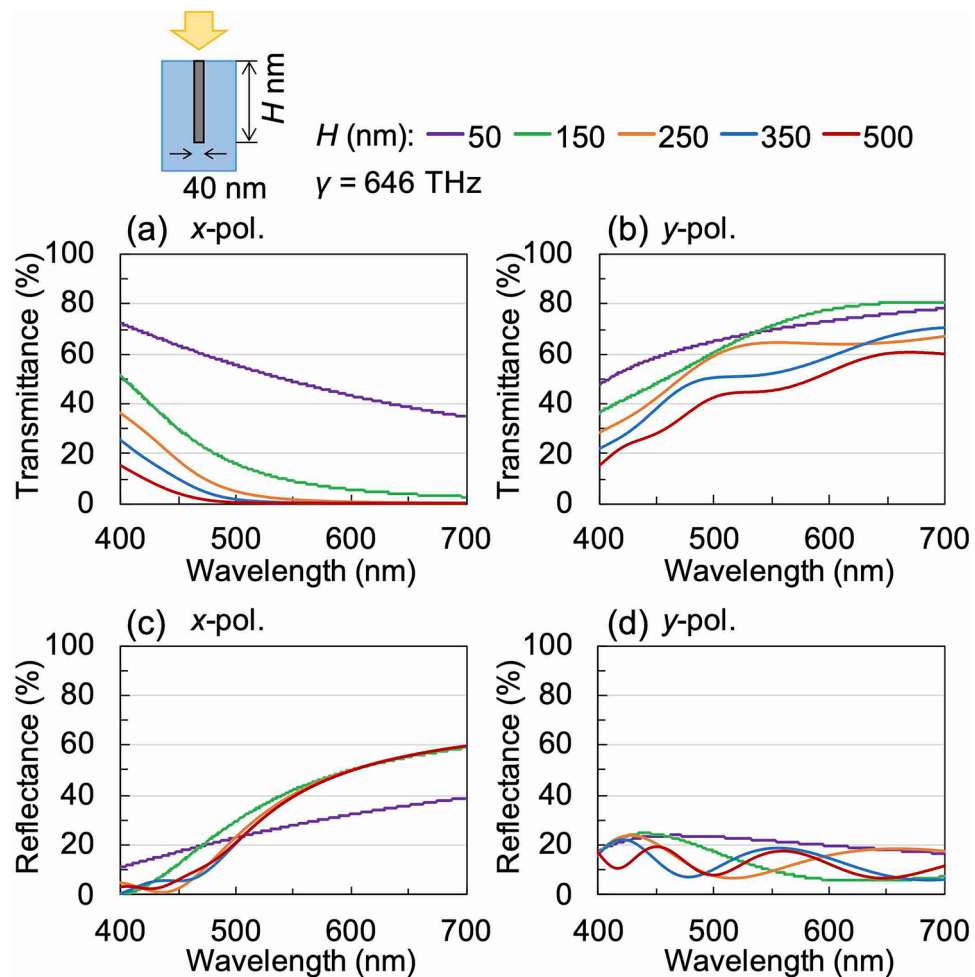 H nm
40 nm
H (nm): 50 150 250 350 500
γ = 646 THz
(a) x-pol.
Transmittance (%)
100
80
60
40
20
0
400 500 600 700
Wavelength (nm)
(b) y-pol.
Transmittance (%)
100
80
60
40
20
0
400 500 600 700
Wavelength (nm)
(c) x-pol.
Reflectance (%)
100
80
60
40
20
0
400 500 600 700
Wavelength (nm)
(d) y-pol.
Reflectance (%)
100
80
60
40
20
0
400 500 600 700
Wavelength (nm)